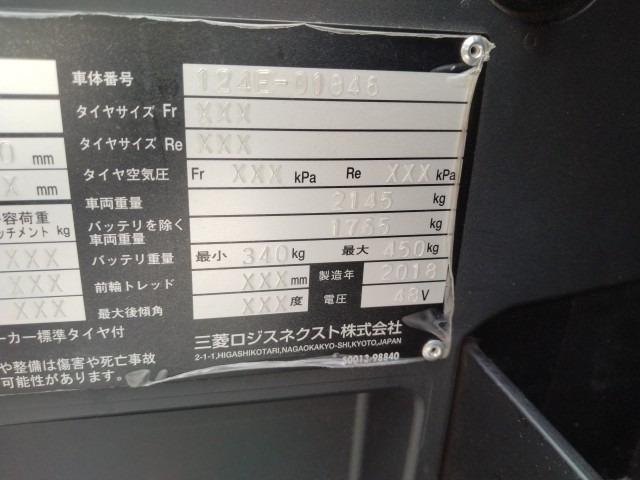 車体番号 124E-01846
タイヤサイズ Fr XXX
タイヤサイズ Re XXX
0 mm
タイヤ空気圧 Fr XXX kPa Re XXX kPa
X mm
車両重量 2145 kg
容荷重
ッチメント kg
バッテリを除く
車両重量 1765 kg
XXX
バッテリ重量 最小 340 kg 最大 450 kg
XXX
前輪トレッド XXX mm 製造年 2018
XX
最大後傾角 XXX 度 電圧 48 V
ーカー標準タイヤ付
三菱ロジスネクスト株式会社
2-1-1,HIGASHIKOTARI,NAGAOKAKYO-SHI,KYOTO,JAPAN
や整備は傷害や死亡事故
50013-98840
可能性があります。